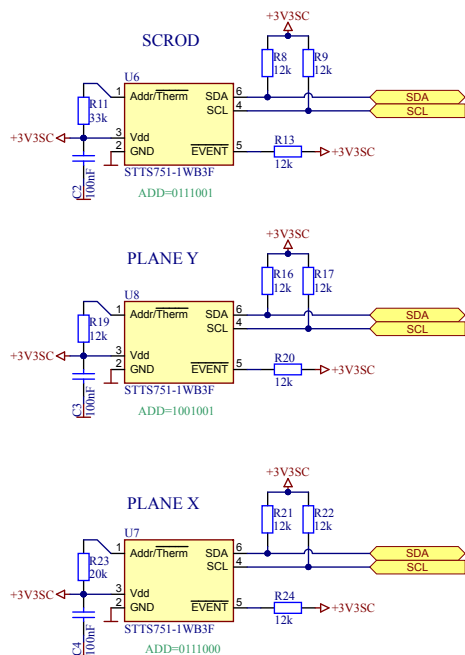 +3V3SC
SCROD
R8
12k
R9
12k
U6
1
Addr/Therm
SDA
6
SDA
R11
33k
SCL
4
SCL
+3V3SC
3
Vdd
2
GND
EVENT
5
R13
12k
+3V3SC
C2
100nF
STTS751-1WB3F
ADD=0111001
+3V3SC
PLANE Y
R16
12k
R17
12k
U8
1
Addr/Therm
SDA
6
SDA
R19
12k
SCL
4
SCL
+3V3SC
3
Vdd
2
GND
EVENT
5
R20
12k
+3V3SC
C3
100nF
STTS751-1WB3F
ADD=1001001
+3V3SC
PLANE X
R21
12k
R22
12k
U7
1
Addr/Therm
SDA
6
SDA
R23
20k
SCL
4
SCL
+3V3SC
3
Vdd
2
GND
EVENT
5
R24
12k
+3V3SC
C4
100nF
STTS751-1WB3F
ADD=0111000